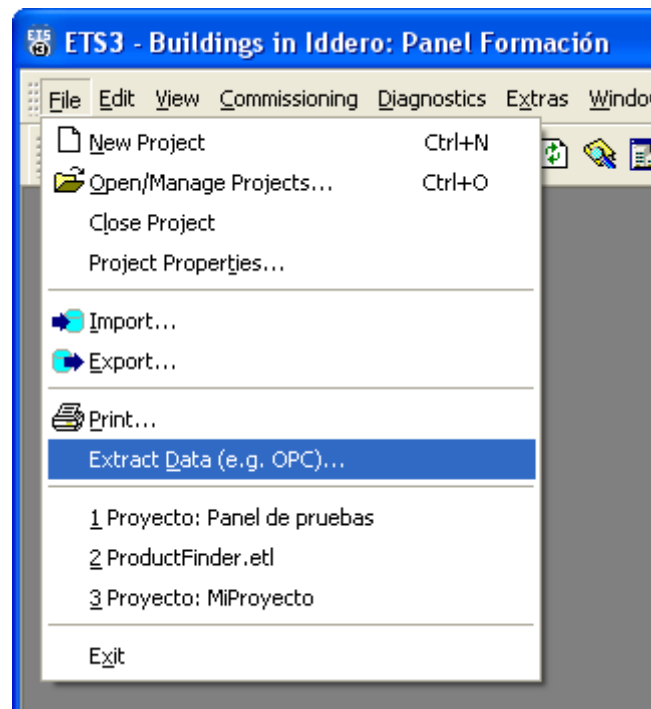 ETS3 - Buildings in Iddero: Panel Formación
File Edit View Commissioning Diagnostics Extras
New Project Ctrl+N
Open/Manage Projects... Ctrl+O
Close Project
Project Properties...
Import...
Export...
Print...
Extract Data (e.g. OPC)...
1 Proyecto: Panel de pruebas
2 ProductFinder.etl
3 Proyecto: MiProyecto
Exit